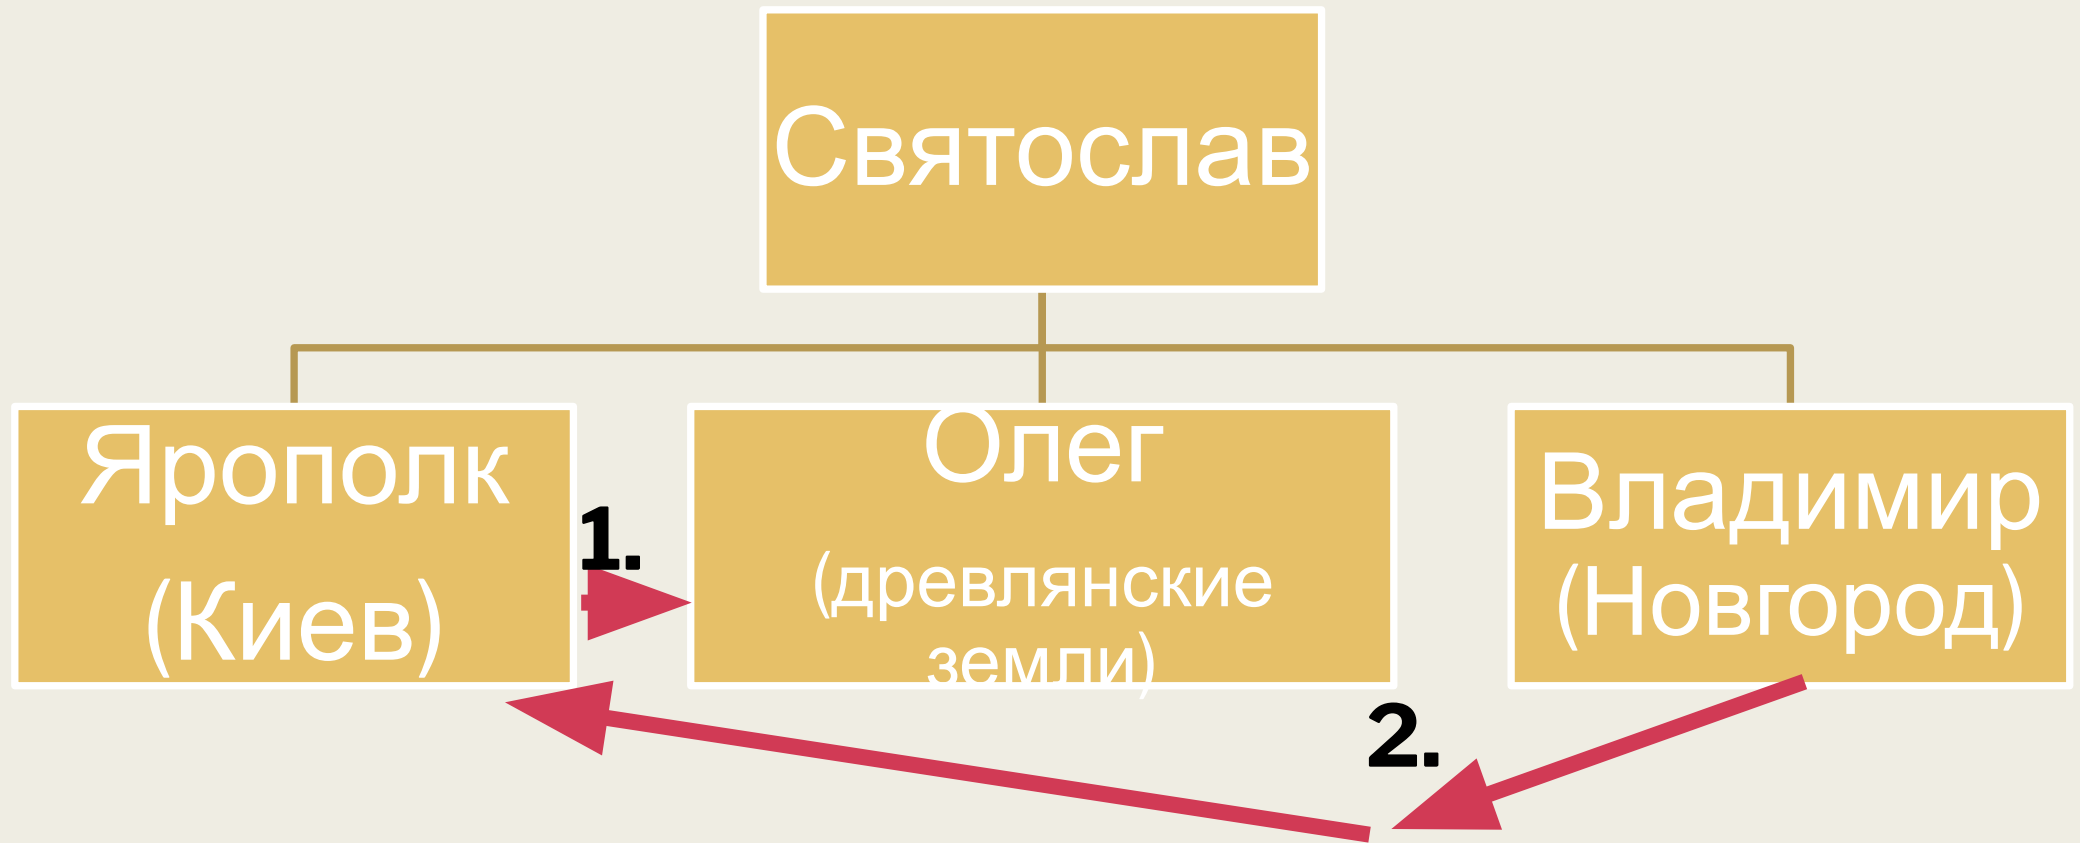 Святослав
Ярополк
(Киев)
1.
Олег
(древлянские
земли)
Владимир
(Новгород)
2.